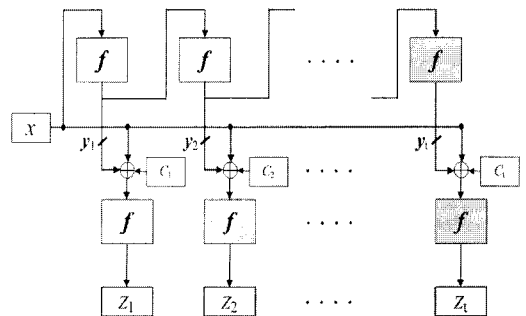 f f . . . . f
x
y₁ y₂ yₜ
C₁ C₂ . . . . Cₜ
f f . . . . f
Z₁ Z₂ . . . . Zₜ